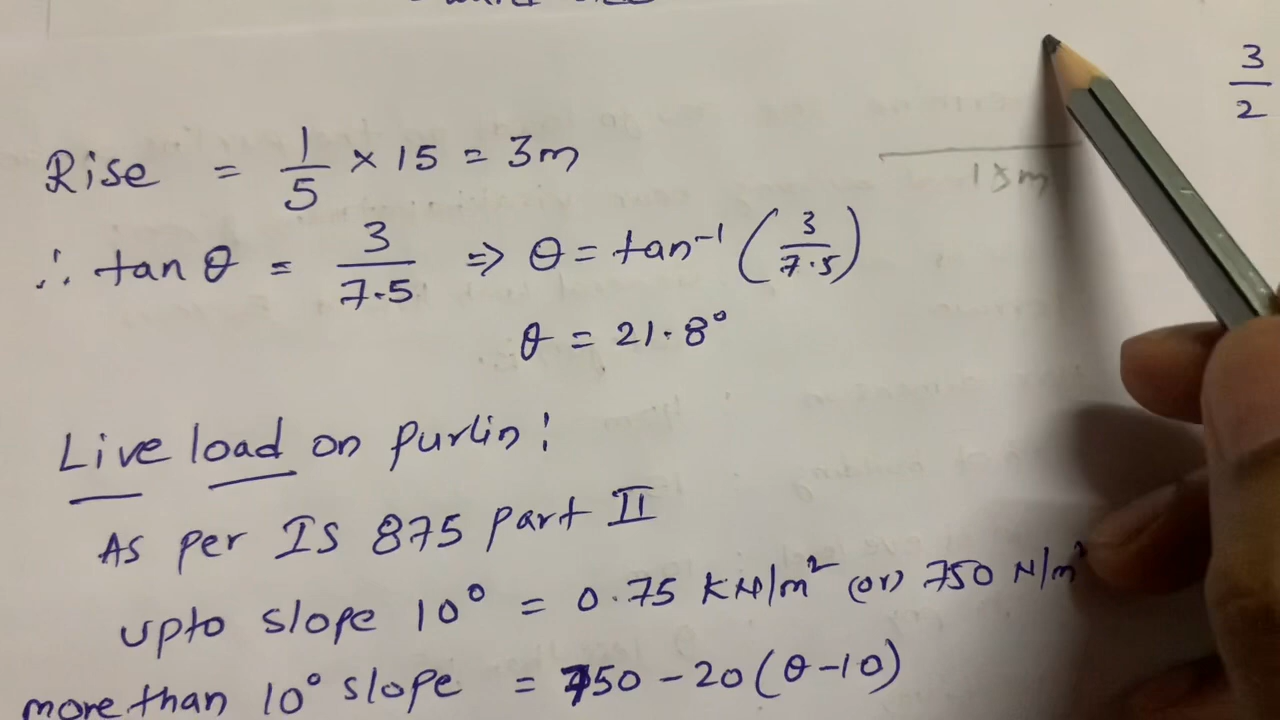 3
2
Rise = 1/5 × 15 = 3m
∴ tan θ = 3/7.5 ⇒ θ = tan⁻¹ (3/7.5)
θ = 21.8°
Live load on purlin :
As per IS 875 part II
upto slope 10° = 0.75 KN/m² (or) 750 N/m²
more than 10° slope = 750 - 20 (θ - 10)